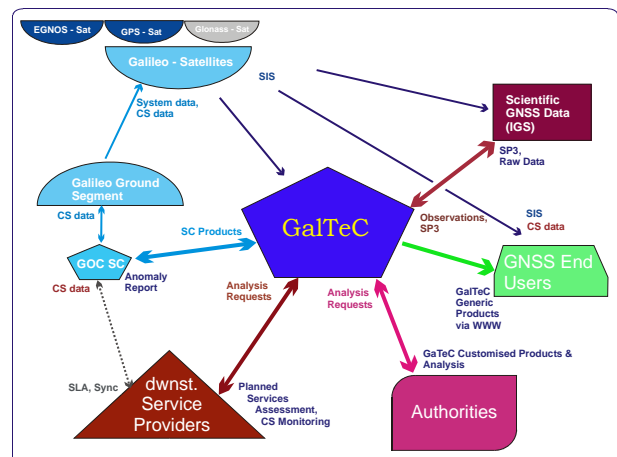 EGNOS - Sat
GPS - Sat
Glonass - Sat
Galileo - Satellites
SIS
System data,
CS data
Scientific
GNSS Data
(IGS)
SP3,
Raw Data
Galileo Ground
Segment
GalTeC
CS data
SC Products
Observations,
SP3
SIS
CS data
GOC SC
Anomaly
Report
GNSS End
Users
CS data
Analysis
Requests
Analysis
Requests
GalTeC
Generic
Products
via WWW
GaTeC Customised Products &
Analysis
SLA, Sync
dwnst.
Service
Providers
Planned
Services
Assessment,
CS Monitoring
Authorities